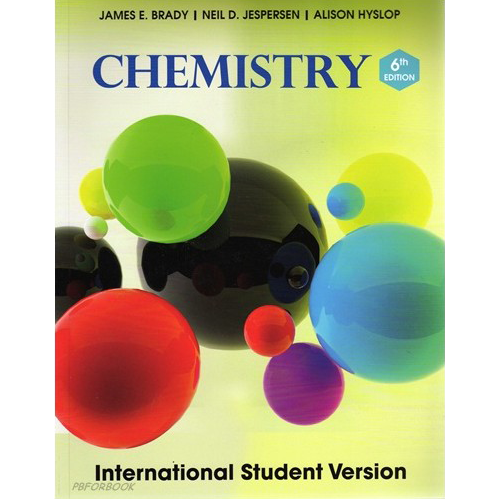 JAMES E. BRADY | NEIL D. JESPERSEN | ALISON HYSLOP
CHEMISTRY
6th
EDITION
International Student Version
PBFORBOOK